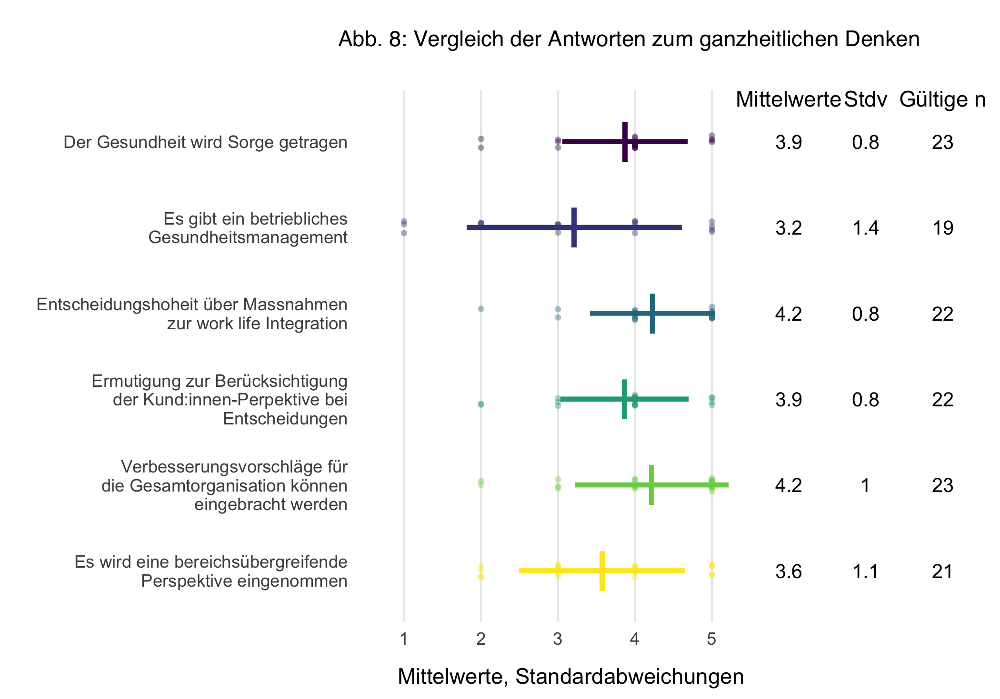 Abb. 8: Vergleich der Antworten zum ganzheitlichen Denken
Mittelwerte Stdv Gültige n
Der Gesundheit wird Sorge getragen 3.9 0.8 23
Es gibt ein betriebliches
Gesundheitsmanagement 3.2 1.4 19
Entscheidungshoheit über Massnahmen
zur work life Integration 4.2 0.8 22
Ermutigung zur Berücksichtigung
der Kund:innen-Perpektive bei 3.9 0.8 22
Entscheidungen
Verbesserungsvorschläge für
die Gesamtorganisation können 4.2 1 23
eingebracht werden
Es wird eine bereichsübergreifende
Perspektive eingenommen 3.6 1.1 21
1 2 3 4 5
Mittelwerte, Standardabweichungen